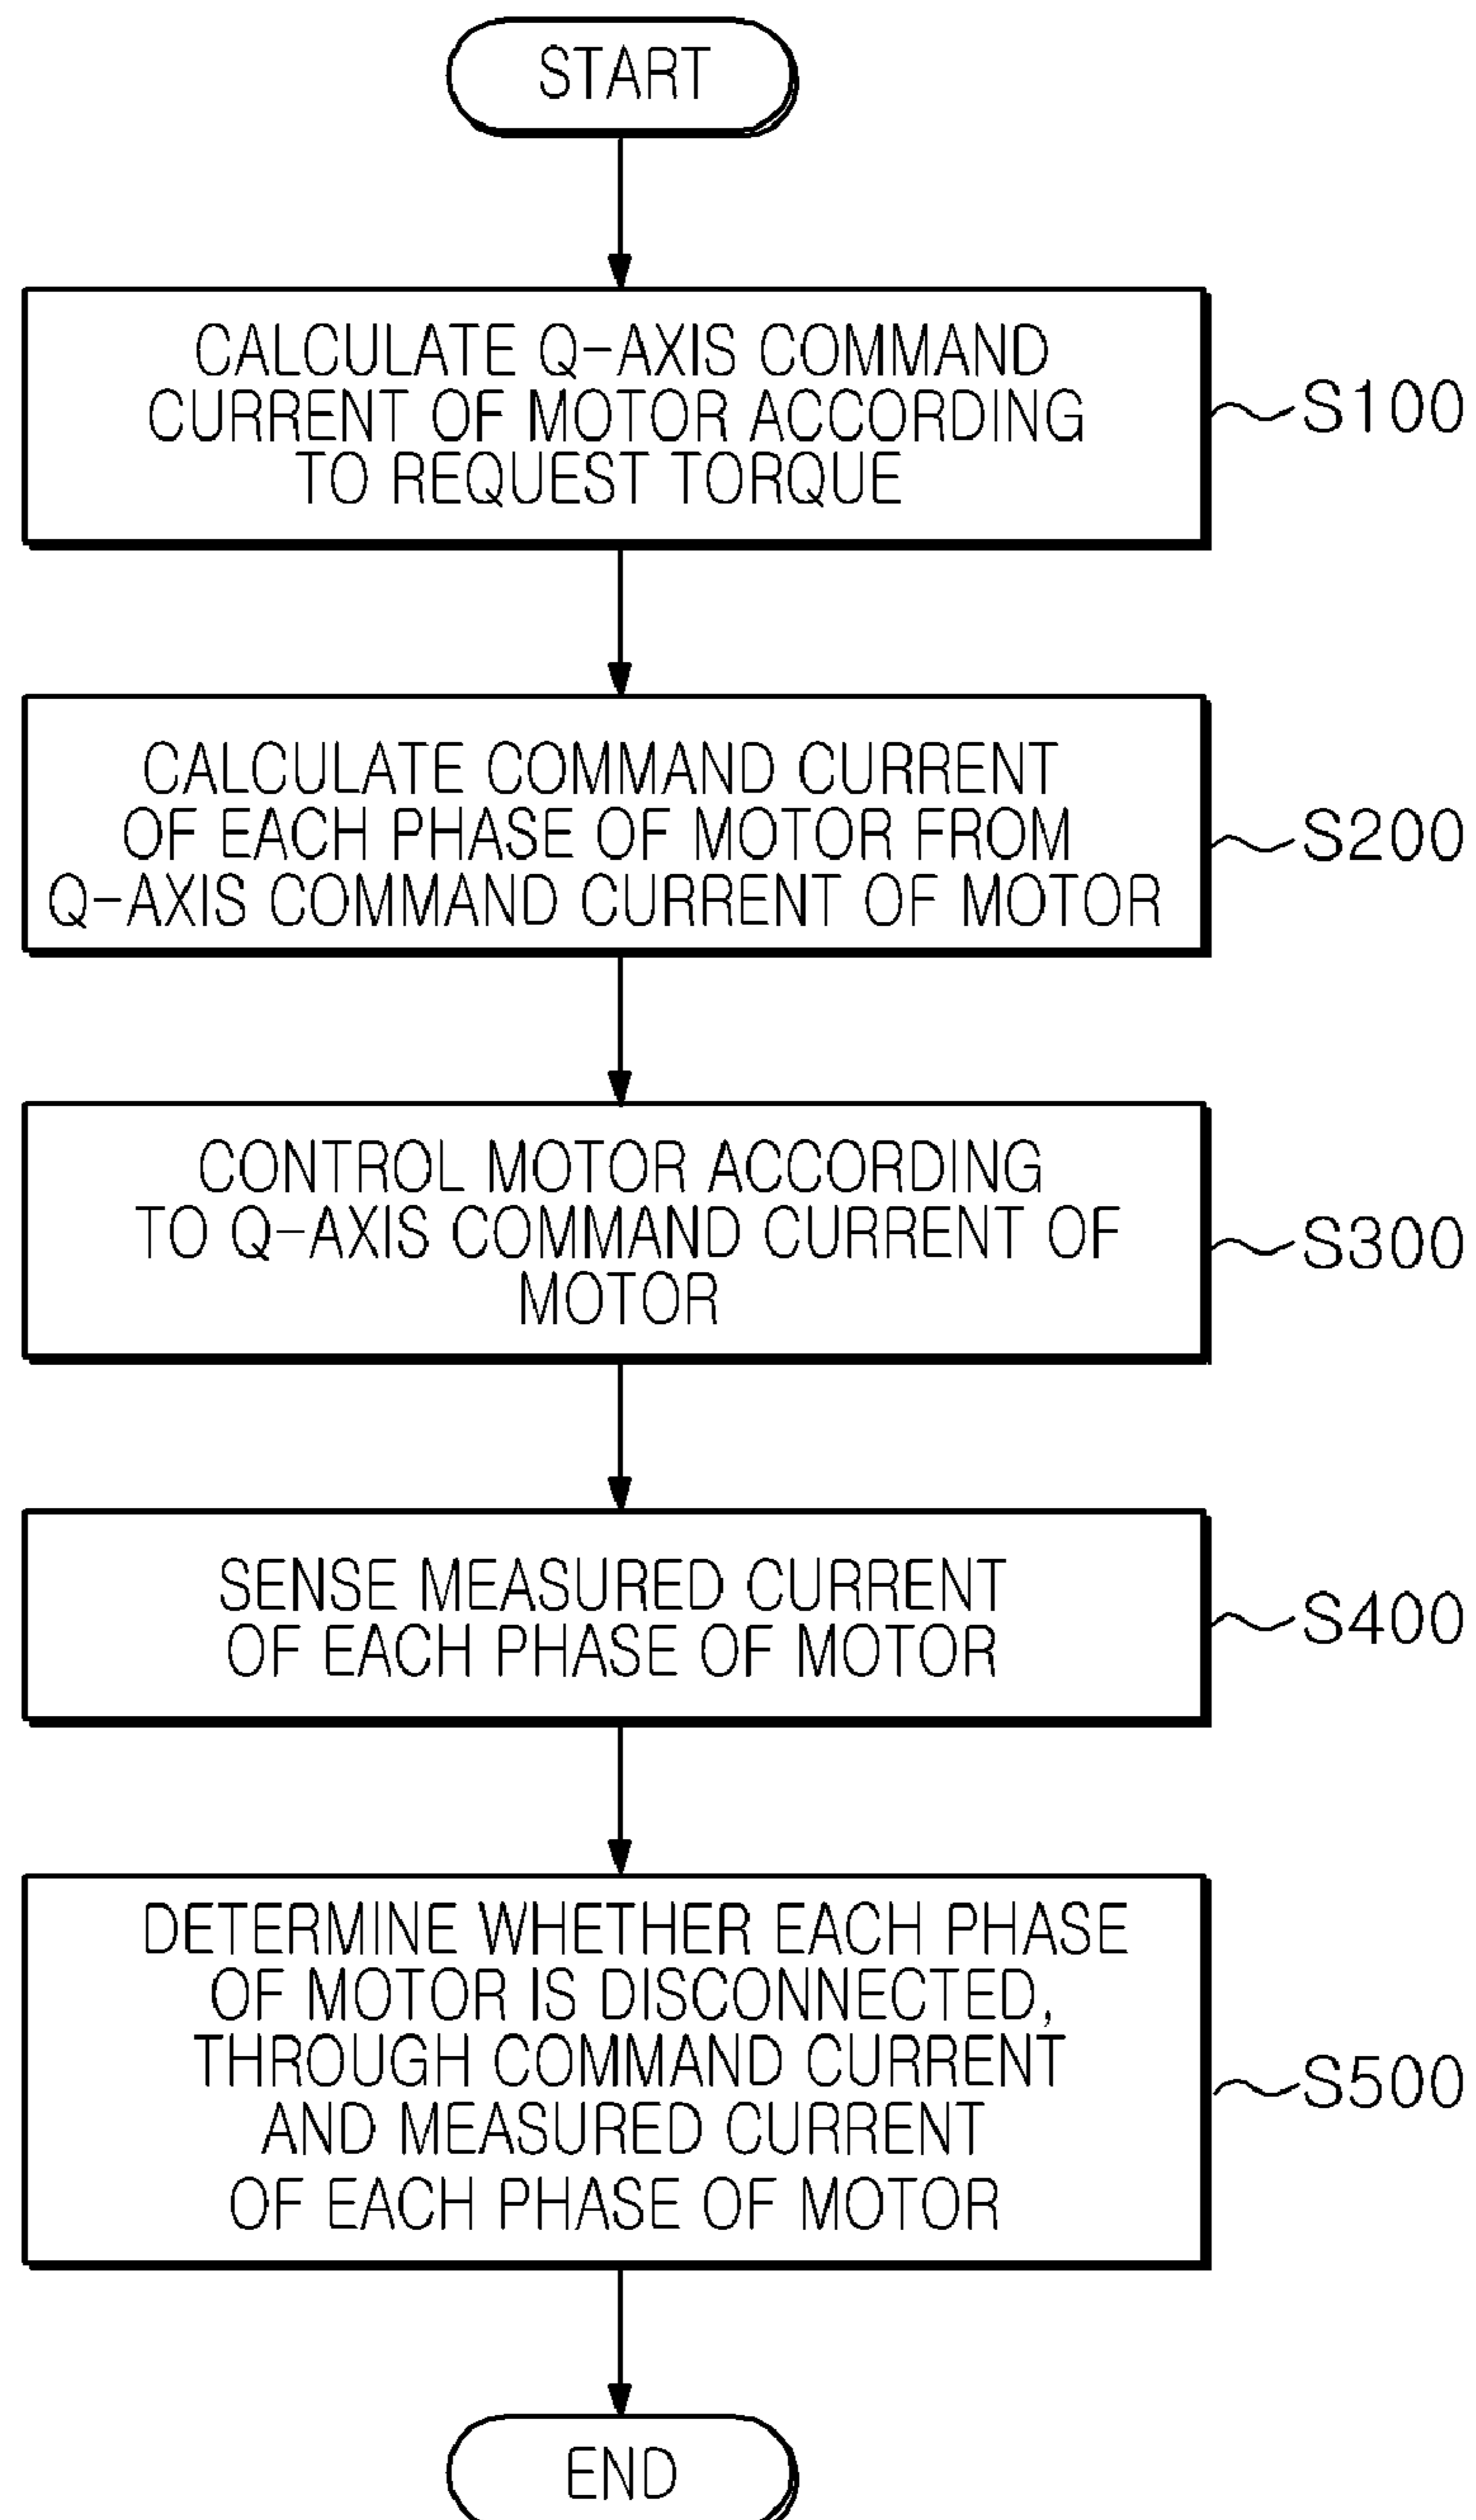 START
CALCULATE Q-AXIS COMMAND
CURRENT OF MOTOR ACCORDING
TO REQUEST TORQUE
S100
CALCULATE COMMAND CURRENT
OF EACH PHASE OF MOTOR FROM
Q-AXIS COMMAND CURRENT OF MOTOR
S200
CONTROL MOTOR ACCORDING
TO Q-AXIS COMMAND CURRENT OF
MOTOR
S300
SENSE MEASURED CURRENT
OF EACH PHASE OF MOTOR
S400
DETERMINE WHETHER EACH PHASE
OF MOTOR IS DISCONNECTED,
THROUGH COMMAND CURRENT
AND MEASURED CURRENT
OF EACH PHASE OF MOTOR
S500
END